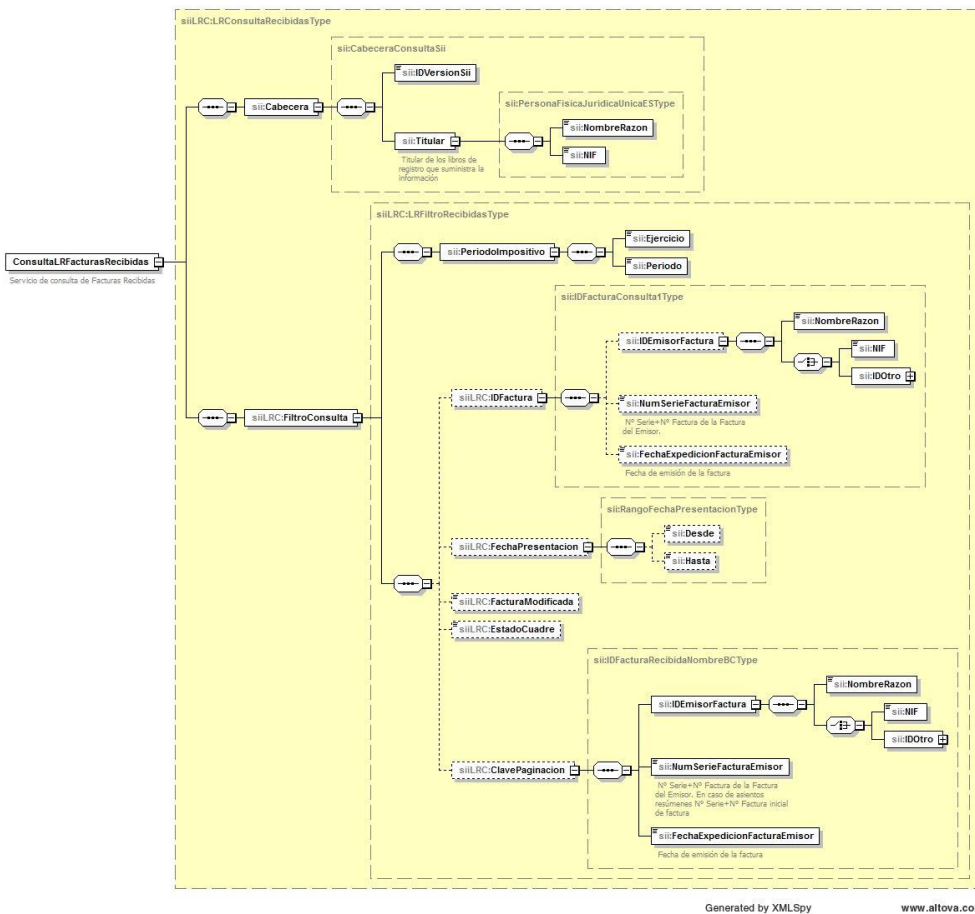 siiLRC:LRConsultaRecibidasType
sii:CabeceraConsultaSii
sii:IDVersionSii
sii:PersonaFisicaJuridicaUnicaESType
sii:Cabecera
sii:NombreRazon
sii:Titular
sii:NIF
Titular de los libros de
registro que suministra la
información
siiLRC:LRFiltroRecibidasType
sii:Ejercicio
sii:PeriodoImpositivo
sii:Periodo
ConsultaLRFacturasRecibidas
Servicio de consulta de Facturas Recibidas
sii:IDFacturaConsulta1Type
sii:NombreRazon
sii:IDEmisorFactura
sii:NIF
sii:IDOtro
siiLRC:IDFactura
sii:NumSerieFacturaEmisor
Nº Serie+Nº Factura de la Factura
del Emisor.
siiLRC:FiltroConsulta
sii:FechaExpedicionFacturaEmisor
Fecha de emisión de la factura
sii:RangoFechaPresentacionType
sii:Desde
siiLRC:FechaPresentacion
sii:Hasta
siiLRC:FacturaModificada
siiLRC:EstadoCuadre
sii:IDFacturaRecibidaNombreBCType
sii:NombreRazon
sii:IDEmisorFactura
sii:NIF
sii:IDOtro
siiLRC:ClavePaginacion
sii:NumSerieFacturaEmisor
Nº Serie+Nº Factura de la Factura
del Emisor. En caso de asientos
resúmenes Nº Serie+Nº Factura inicial
de factura
sii:FechaExpedicionFacturaEmisor
Fecha de emisión de la factura
Generated by XMLSpy
www.altova.co